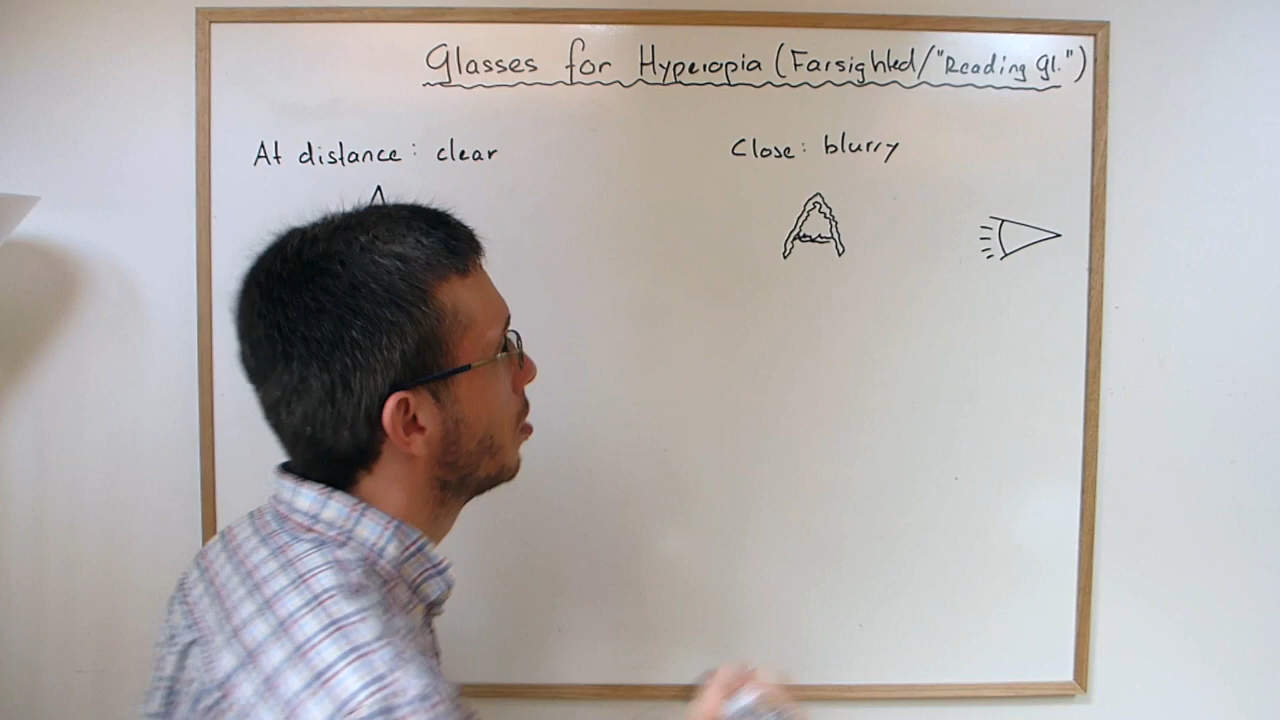 Glasses for Hyperopia (Farsighted/"Reading Gl.")
At distance: clear
Close: blurry
A
A